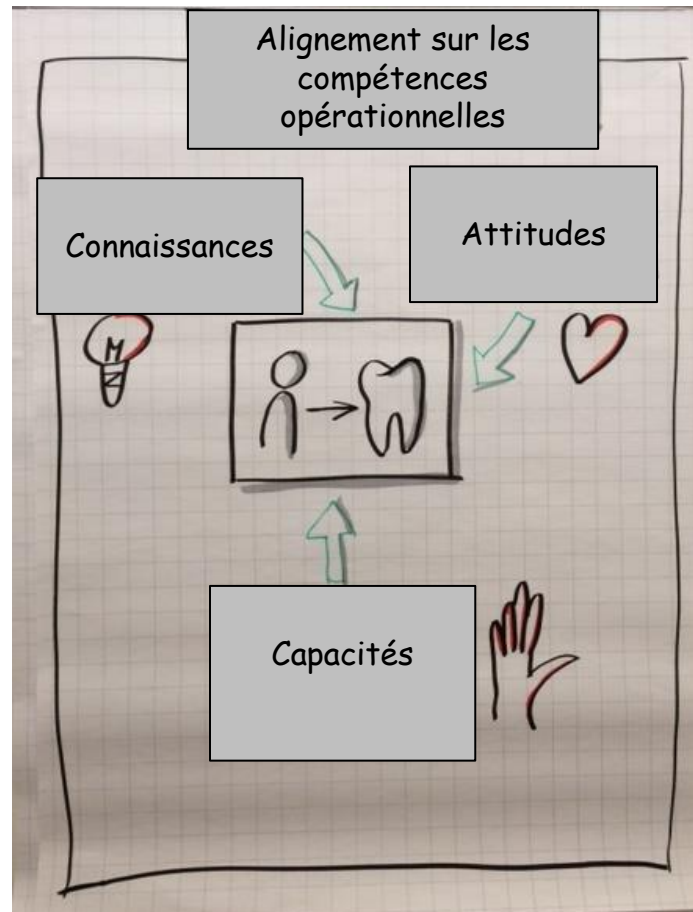 Alignement sur les
compétences
opérationnelles
Connaissances
Attitudes
Capacités